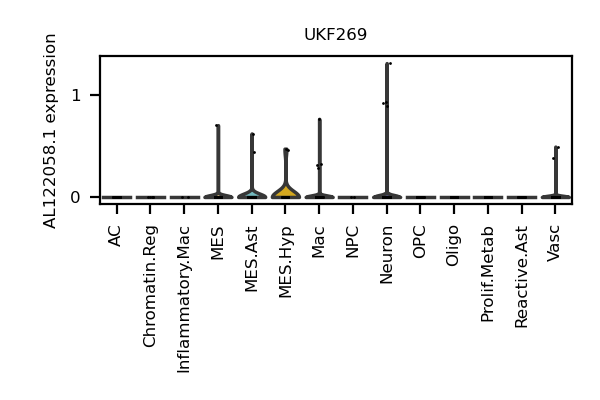 UKF269
AL122058.1 expression
1
0
AC
Chromatin.Reg
Inflammatory.Mac
MES
MES.Ast
MES.Hyp
Mac
NPC
Neuron
OPC
Oligo
Prolif.Metab
Reactive.Ast
Vasc